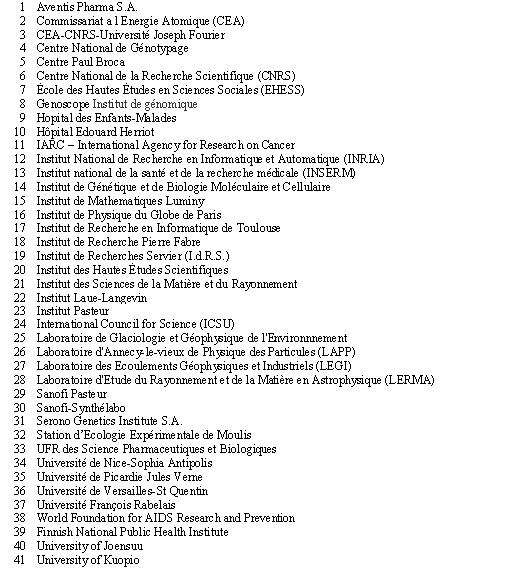 1 Aventis Pharma S.A.
2 Commissariat a l Energie Atomique (CEA)
3 CEA-CNRS-Université Joseph Fourier
4 Centre National de Génotypage
5 Centre Paul Broca
6 Centre National de la Recherche Scientifique (CNRS)
7 École des Hautes Études en Sciences Sociales (EHESS)
8 Genoscope Institut de génomique
9 Hopital des Enfants-Malades
10 Hôpital Edouard Herriot
11 IARC – International Agency for Research on Cancer
12 Institut National de Recherche en Informatique et Automatique (INRIA)
13 Institut national de la santé et de la recherche médicale (INSERM)
14 Institut de Génétique et de Biologie Moléculaire et Cellulaire
15 Institut de Mathematiques Luminy
16 Institut de Physique du Globe de Paris
17 Institut de Recherche en Informatique de Toulouse
18 Institut de Recherche Pierre Fabre
19 Institut de Recherches Servier (I.d.R.S.)
20 Institut des Hautes Études Scientifiques
21 Institut des Sciences de la Matière et du Rayonnement
22 Institut Laue-Langevin
23 Institut Pasteur
24 International Council for Science (ICSU)
25 Laboratoire de Glaciologie et Géophysique de l'Environnnement
26 Laboratoire d'Annecy-le-vieux de Physique des Particules (LAPP)
27 Laboratoire des Ecoulements Géophysiques et Industriels (LEGI)
28 Laboratoire d'Etude du Rayonnement et de la Matière en Astrophysique (LERMA)
29 Sanofi Pasteur
30 Sanofi-Synthélabo
31 Serono Genetics Institute S.A.
32 Station d’Ecologie Expérimentale de Moulis
33 UFR des Science Pharmaceutiques et Biologiques
34 Université de Nice-Sophia Antipolis
35 Université de Picardie Jules Verne
36 Université de Versailles-St Quentin
37 Université François Rabelais
38 World Foundation for AIDS Research and Prevention
39 Finnish National Public Health Institute
40 University of Joensuu
41 University of Kuopio